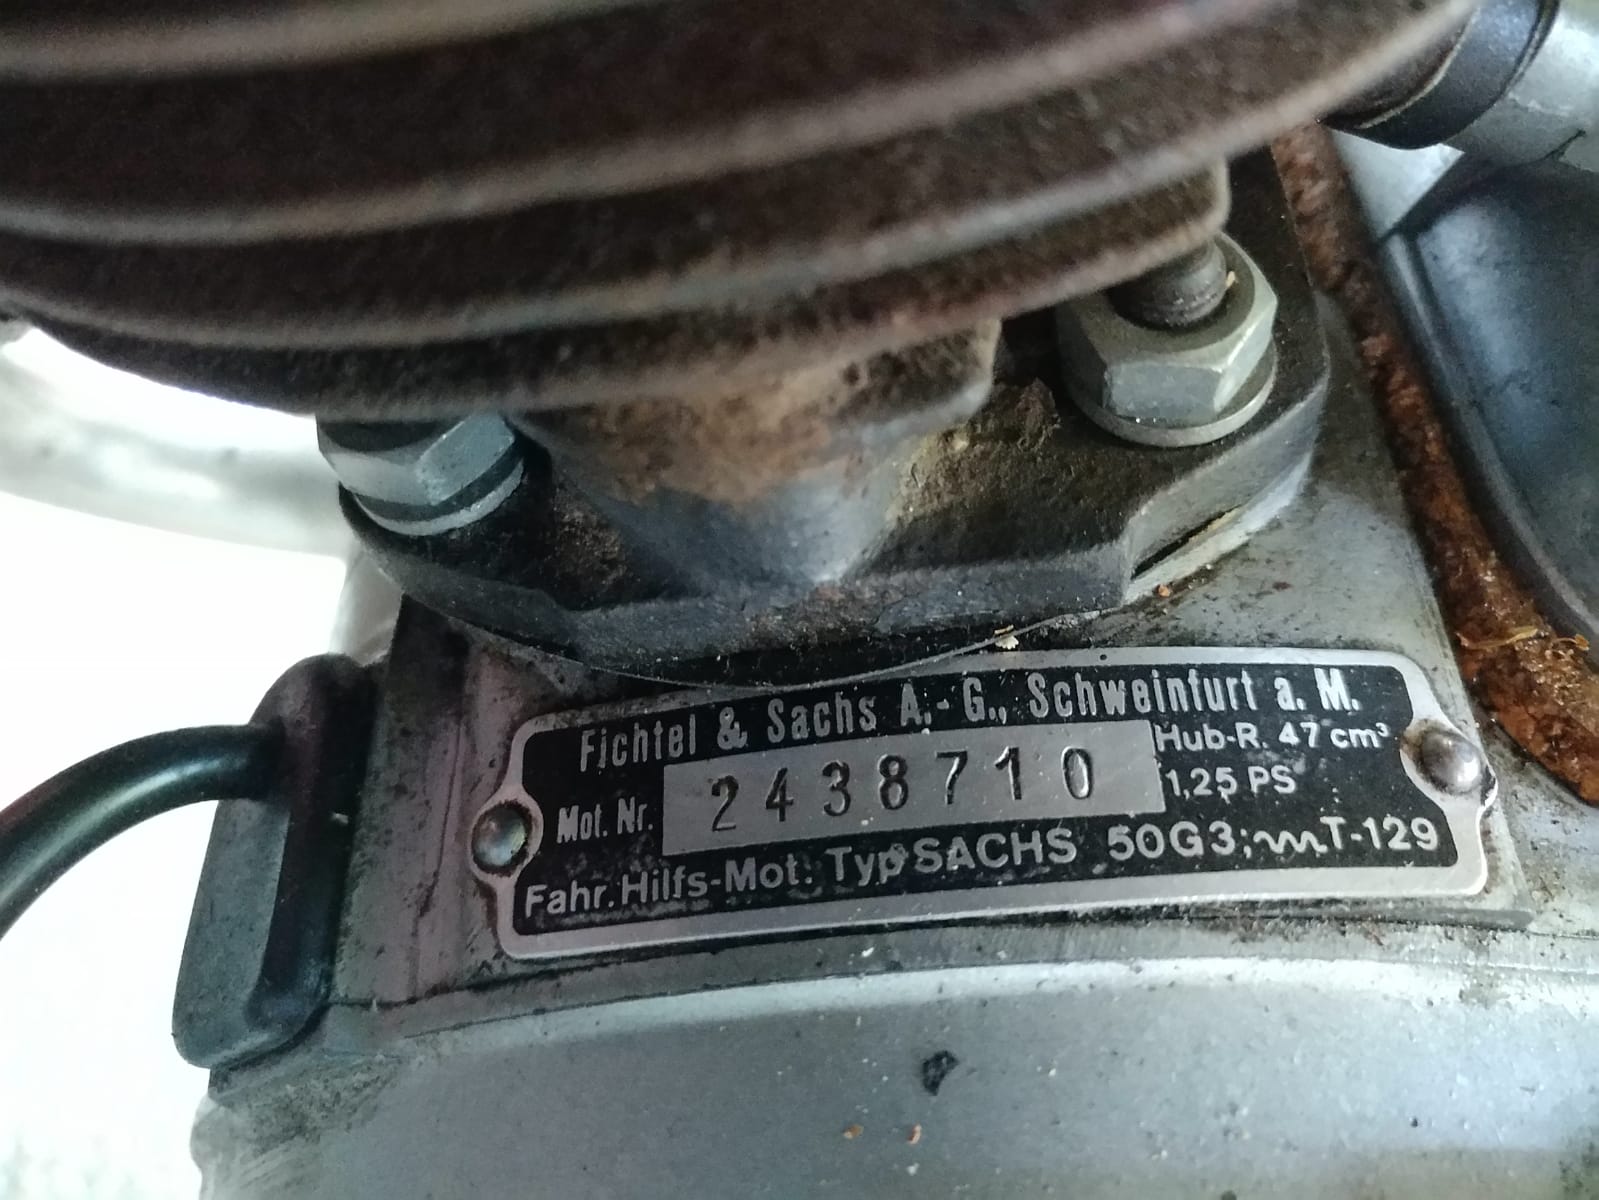 Fichtel & Sachs A.-G., Schweinfurt a. M.
Mot. Nr. 2438710 Hub-R. 47 cm³
1,25 PS
Fahr. Hilfs-Mot. Typ SACHS 50G3; T-129